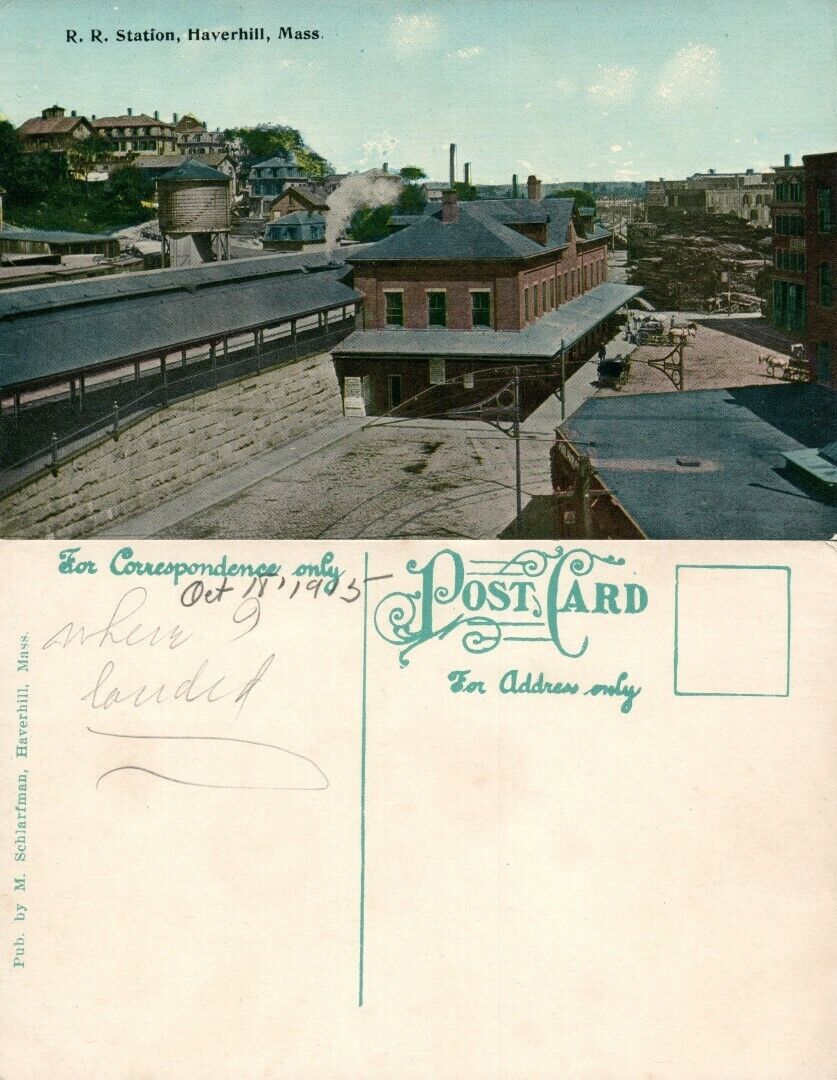 R. R. Station, Haverhill, Mass.
For Correspondence only
Oct 18, 1915
where I
landed
POST CARD
For Address only
Pub. by M. Schlarfman, Haverhill, Mass.